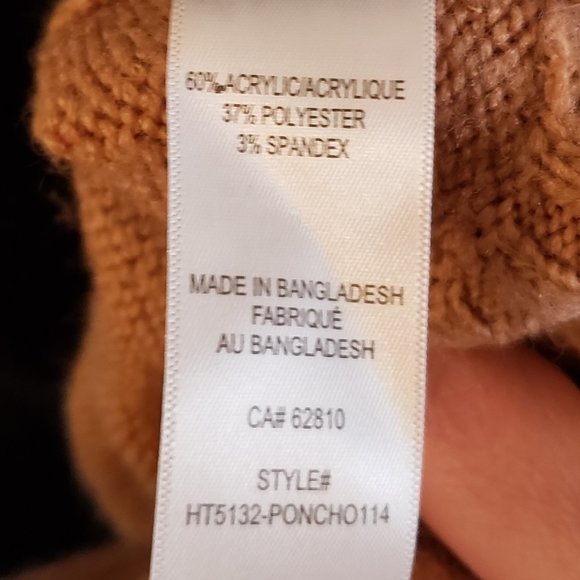 60% ACRYLIC/ACRYLIQUE
37% POLYESTER
3% SPANDEX
MADE IN BANGLADESH
FABRIQUÉ
AU BANGLADESH
CA# 62810
STYLE#
HT5132-PONCHO114